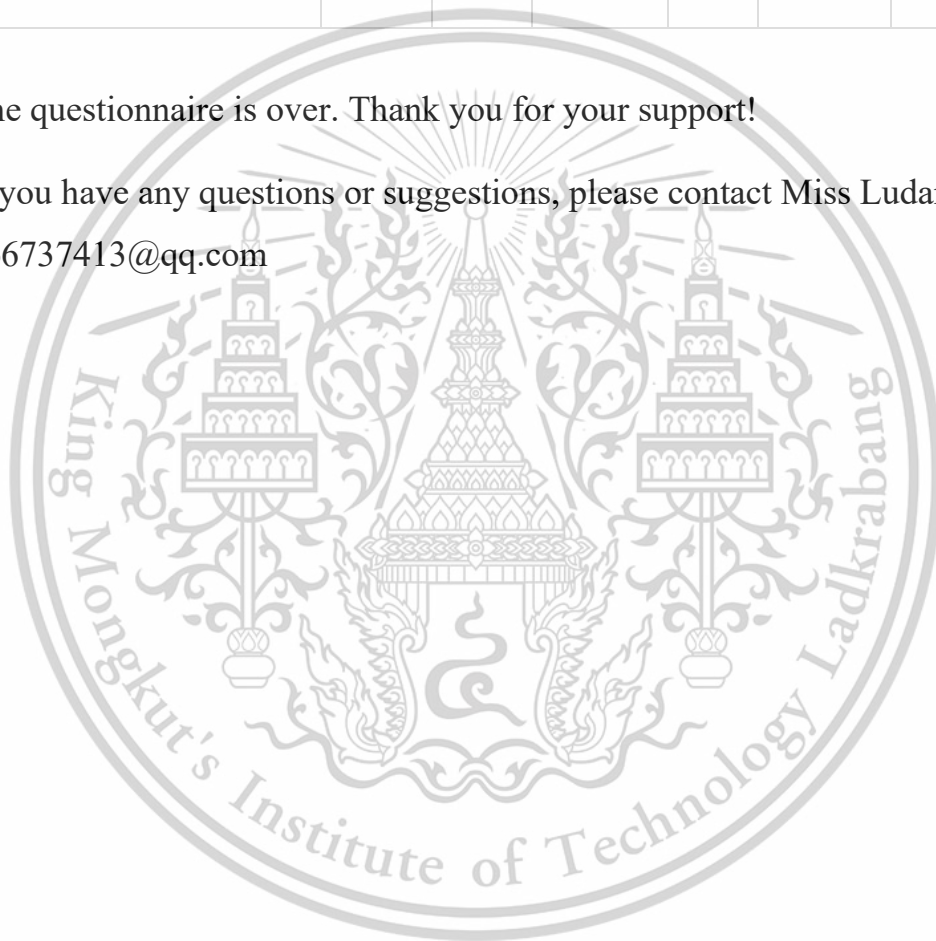 ne questionnaire is over. Thank you for your support!
you have any questions or suggestions, please contact Miss Ludan
6737413@qq.com
King Mongkut's Institute of Technology Ladkrabang